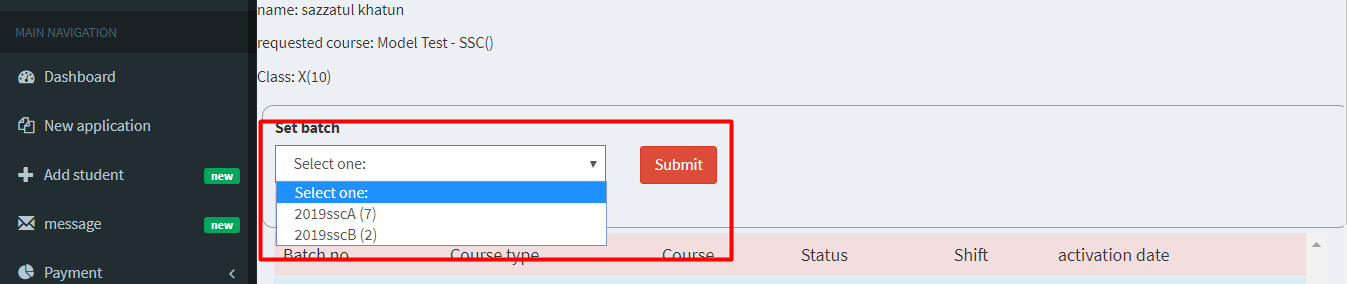 MAIN NAVIGATION
Dashboard
New application
Add student new
message new
Payment
name: sazzatul khatun
requested course: Model Test - SSC()
Class: X(10)
Set batch
Select one:
Submit
Select one:
2019sscA (7)
2019sscB (2)
Batch no Course type Course Status Shift activation date